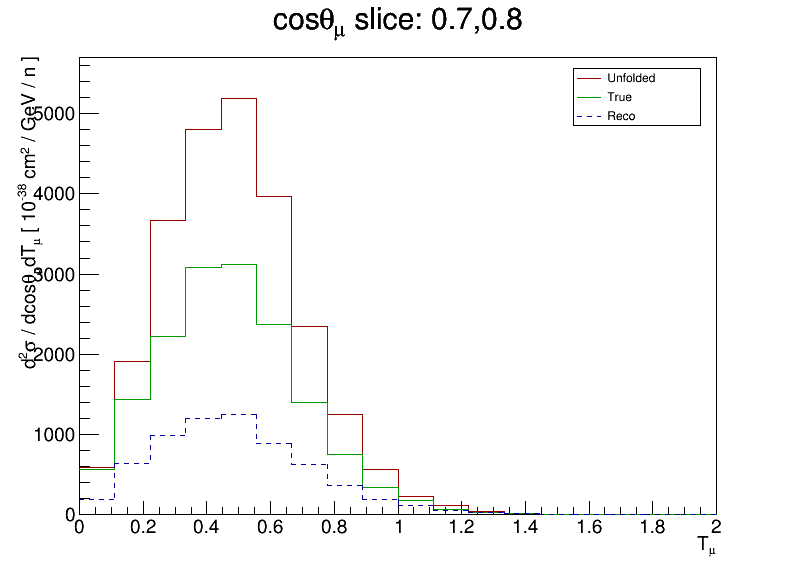 cosθμ slice: 0.7,0.8
d²σ / dcosθ dTμ [ 10⁻³⁸ cm² / GeV / n ]
5000
4000
3000
2000
1000
0
Unfolded
True
Reco
0 0.2 0.4 0.6 0.8 1 1.2 1.4 1.6 1.8 2
Tμ